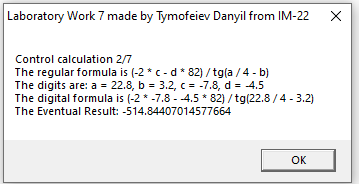 Laboratory Work 7 made by Tymofeiev Danyil from IM-22
Control calculation 2/7
The regular formula is (-2 * c - d * 82) / tg(a / 4 - b)
The digits are: a = 22.8, b = 3.2, c = -7.8, d = -4.5
The digital formula is (-2 * -7.8 - -4.5 * 82) / tg(22.8 / 4 - 3.2)
The Eventual Result: -514.84407014577664
OK